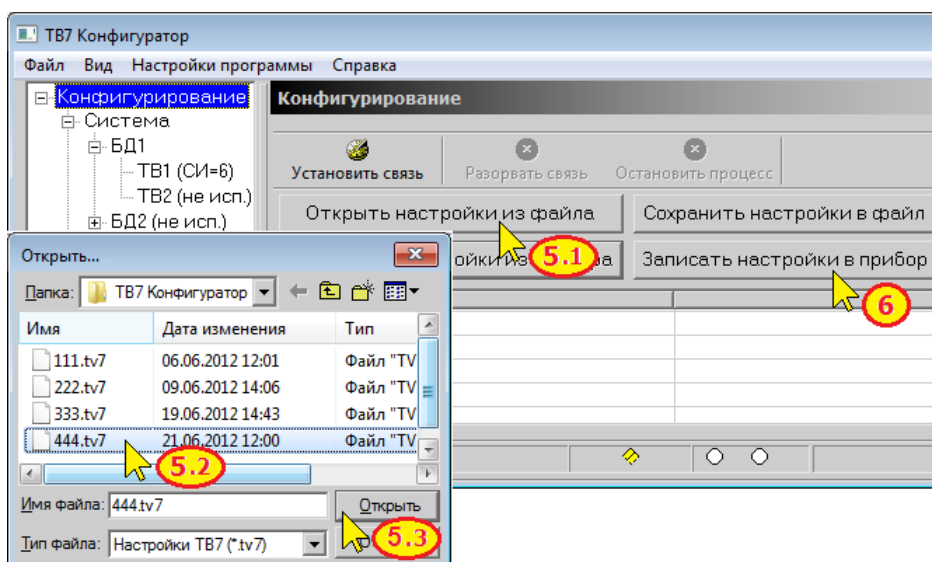 ТВ7 Конфигуратор
Файл Вид Настройки программы Справка
Конфигурирование
Система
БД1
ТВ1 (СИ=6)
ТВ2 (не исп.)
БД2 (не исп.)
Конфигурирование
Установить связь Разорвать связь Остановить процесс
Открыть настройки из файла Сохранить настройки в файл
5.1
Записать настройки в прибор
6
Открыть...
Папка: ТВ7 Конфигуратор
Имя Дата изменения Тип
111.tv7 06.06.2012 12:01 Файл "TV
222.tv7 09.06.2012 14:06 Файл "TV
333.tv7 19.06.2012 14:43 Файл "TV
444.tv7 21.06.2012 12:00 Файл "TV
5.2
Имя файла: 444.tv7 Открыть
5.3
Тип файла: Настройки ТВ7 (*.tv7)